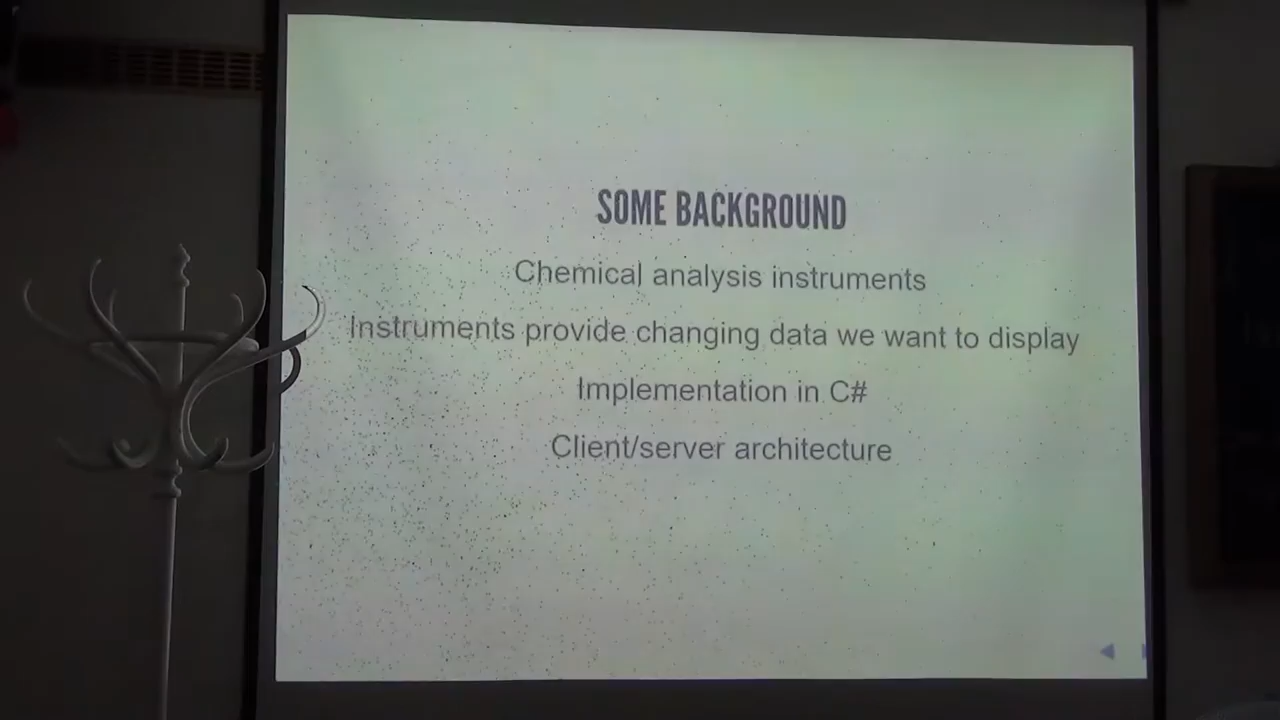 SOME BACKGROUND
Chemical analysis instruments
Instruments provide changing data we want to display
Implementation in C#
Client/server architecture